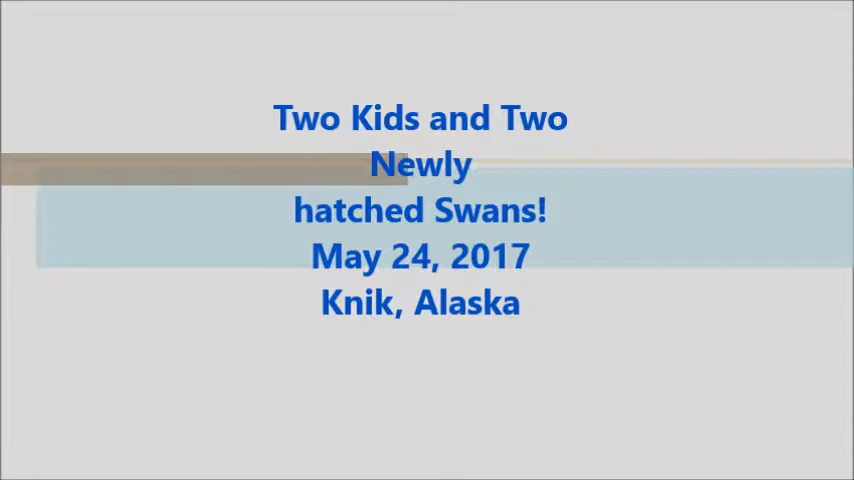 Two Kids and Two
Newly
hatched Swans!
May 24, 2017
Knik, Alaska